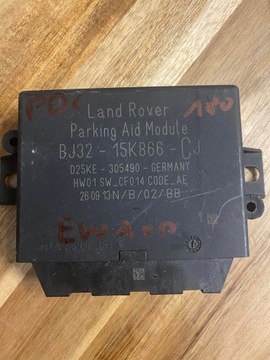 PDC
180
Land Rover
Parking Aid Module
BJ32 - 15K866 - CJ
D25KE - 305490 - GERMANY
HW01 SW_CF014 CODE_AE
26.09.13N/B/02/BB